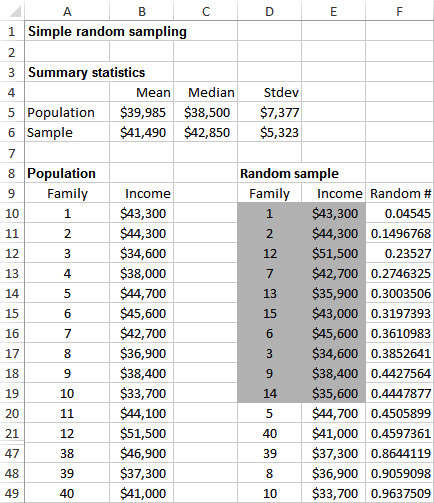 A B C D E F
1 Simple random sampling
2
3 Summary statistics
4 Mean Median Stdev
5 Population $39,985 $38,500 $7,377
6 Sample $41,490 $42,850 $5,323
7
8 Population Random sample
9 Family Income Family Income Random #
10 1 $43,300 1 $43,300 0.04545
11 2 $44,300 2 $44,300 0.1496768
12 3 $34,600 12 $51,500 0.23527
13 4 $38,000 7 $42,700 0.2746325
14 5 $44,700 13 $35,900 0.3003506
15 6 $45,600 15 $43,000 0.3197393
16 7 $42,700 6 $45,600 0.3610983
17 8 $36,900 3 $34,600 0.3852641
18 9 $38,400 9 $38,400 0.4427564
19 10 $33,700 14 $35,600 0.4447877
20 11 $44,100 5 $44,700 0.4505899
21 12 $51,500 40 $41,000 0.4597361
47 38 $46,900 39 $37,300 0.8644119
48 39 $37,300 8 $36,900 0.9059098
49 40 $41,000 10 $33,700 0.9637509